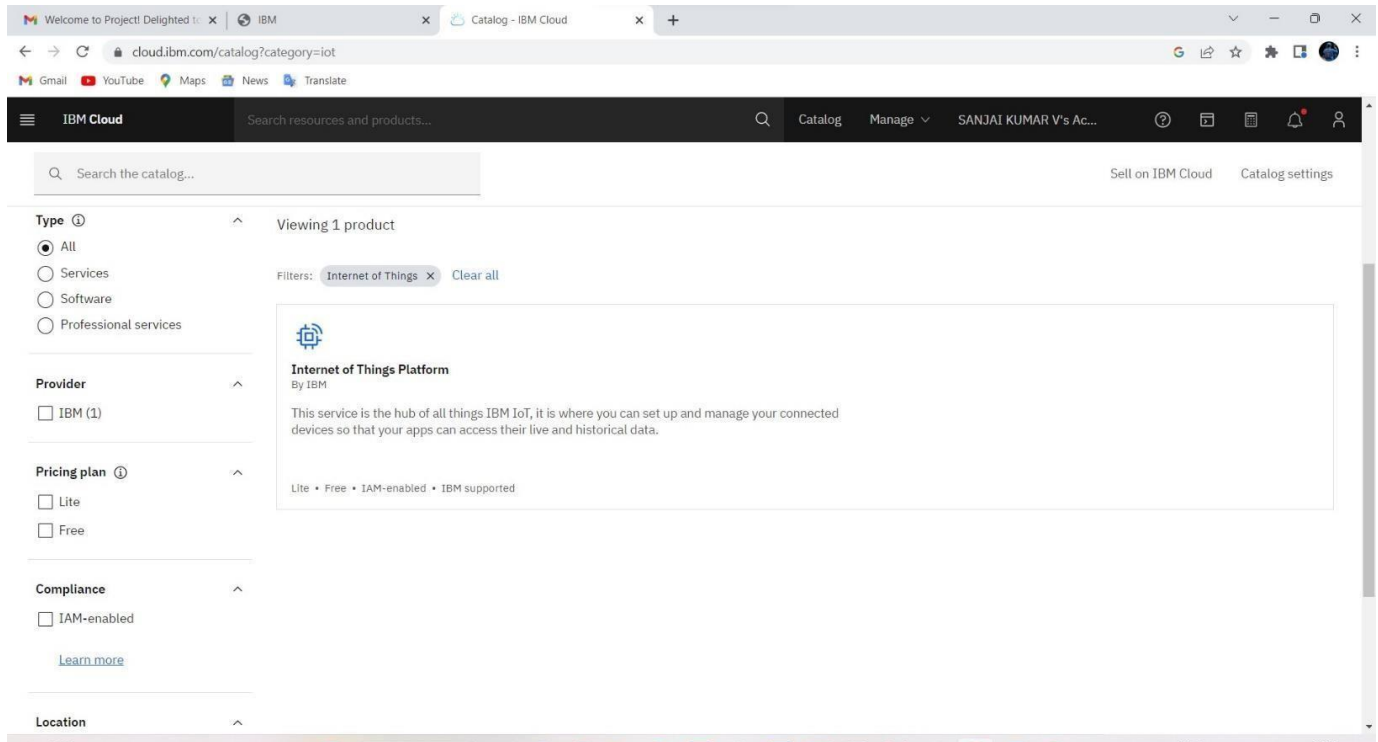 Welcome to Project! Delighted to
IBM
Catalog - IBM Cloud
cloud.ibm.com/catalog?category=iot
Gmail YouTube Maps News Translate
IBM Cloud Search resources and products... Catalog Manage SANJAI KUMAR V's Ac...
Search the catalog... Sell on IBM Cloud Catalog settings
Type
All
Services
Software
Professional services
Provider
IBM (1)
Pricing plan
Lite
Free
Compliance
IAM-enabled
Learn more
Location
Viewing 1 product
Filters: Internet of Things Clear all
Internet of Things Platform
By IBM
This service is the hub of all things IBM IoT, it is where you can set up and manage your connected
devices so that your apps can access their live and historical data.
Lite • Free • IAM-enabled • IBM supported